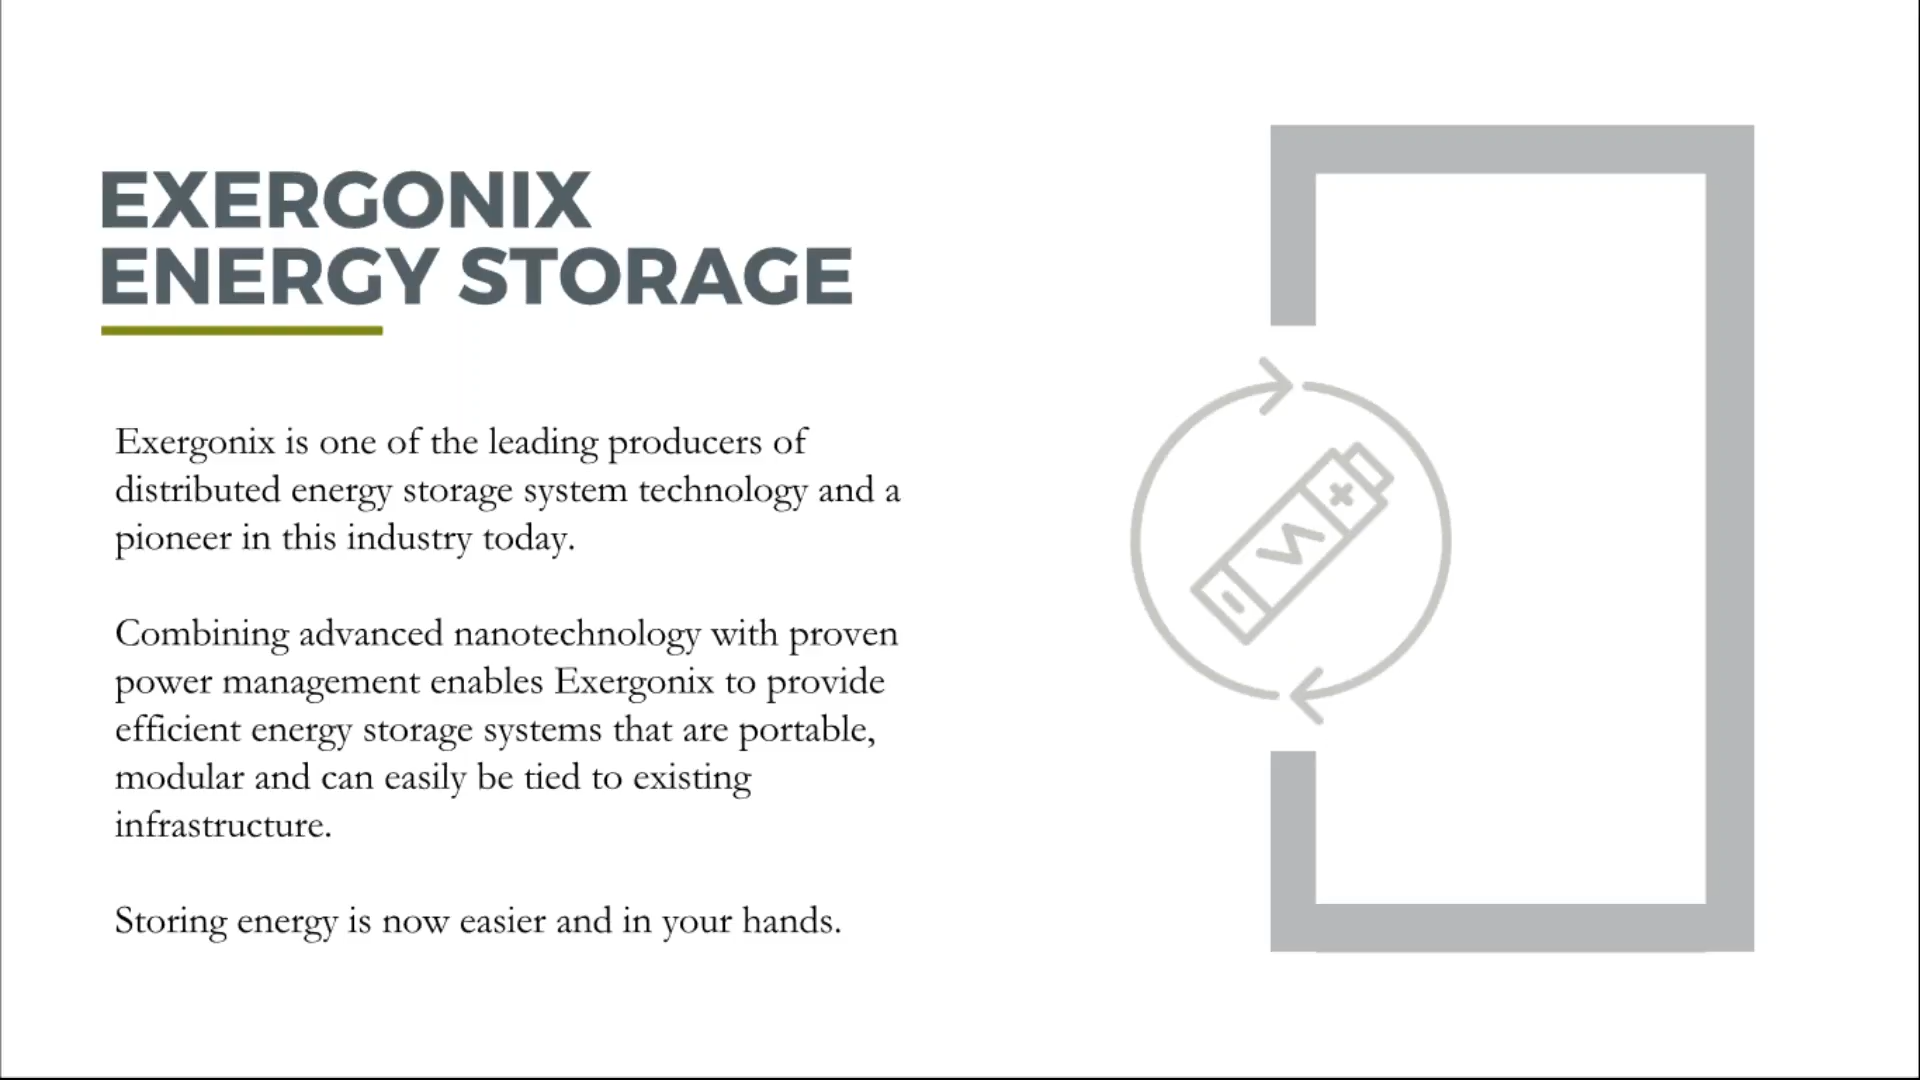 EXERGONIX
ENERGY STORAGE
Exergonix is one of the leading producers of
distributed energy storage system technology and a
pioneer in this industry today.
Combining advanced nanotechnology with proven
power management enables Exergonix to provide
efficient energy storage systems that are portable,
modular and can easily be tied to existing
infrastructure.
Storing energy is now easier and in your hands.